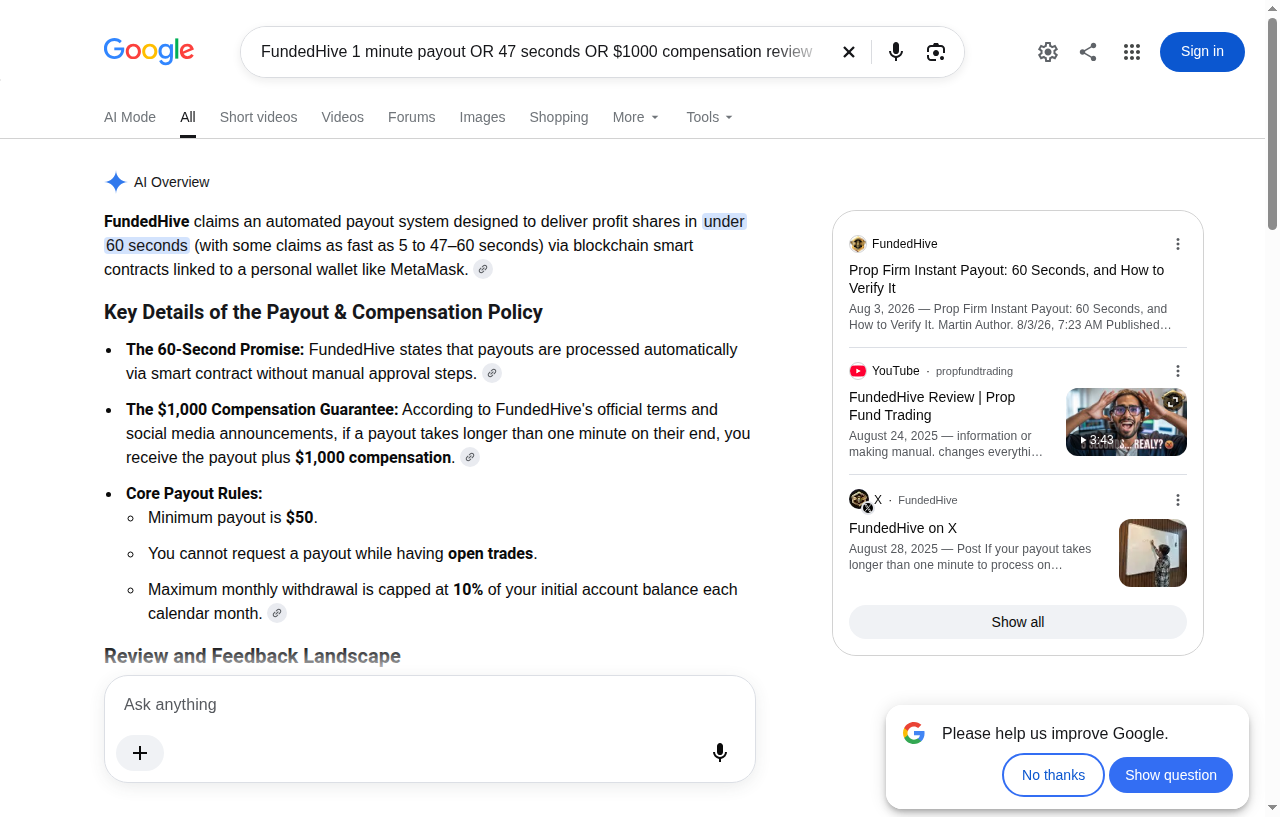 Google
FundedHive 1 minute payout OR 47 seconds OR $1000 compensation review
Sign in
AI Mode
All
Short videos
Videos
Forums
Images
Shopping
More
Tools
AI Overview
FundedHive claims an automated payout system designed to deliver profit shares in under
60 seconds (with some claims as fast as 5 to 47–60 seconds) via blockchain smart
contracts linked to a personal wallet like MetaMask.
Key Details of the Payout & Compensation Policy
The 60-Second Promise: FundedHive states that payouts are processed automatically
via smart contract without manual approval steps.
The $1,000 Compensation Guarantee: According to FundedHive's official terms and
social media announcements, if a payout takes longer than one minute on their end, you
receive the payout plus $1,000 compensation.
Core Payout Rules:
Minimum payout is $50.
You cannot request a payout while having open trades.
Maximum monthly withdrawal is capped at 10% of your initial account balance each
calendar month.
Review and Feedback Landscape
Ask anything
FundedHive
Prop Firm Instant Payout: 60 Seconds, and How to
Verify It
Aug 3, 2026 — Prop Firm Instant Payout: 60 Seconds, and
How to Verify It. Martin Author. 8/3/26, 7:23 AM Published…
YouTube · propfundtrading
FundedHive Review | Prop
Fund Trading
August 24, 2025 — information or
making manual. changes everythi…
3:43
X · FundedHive
FundedHive on X
August 28, 2025 — Post If your payout takes
longer than one minute to process on…
Show all
Please help us improve Google.
No thanks
Show question